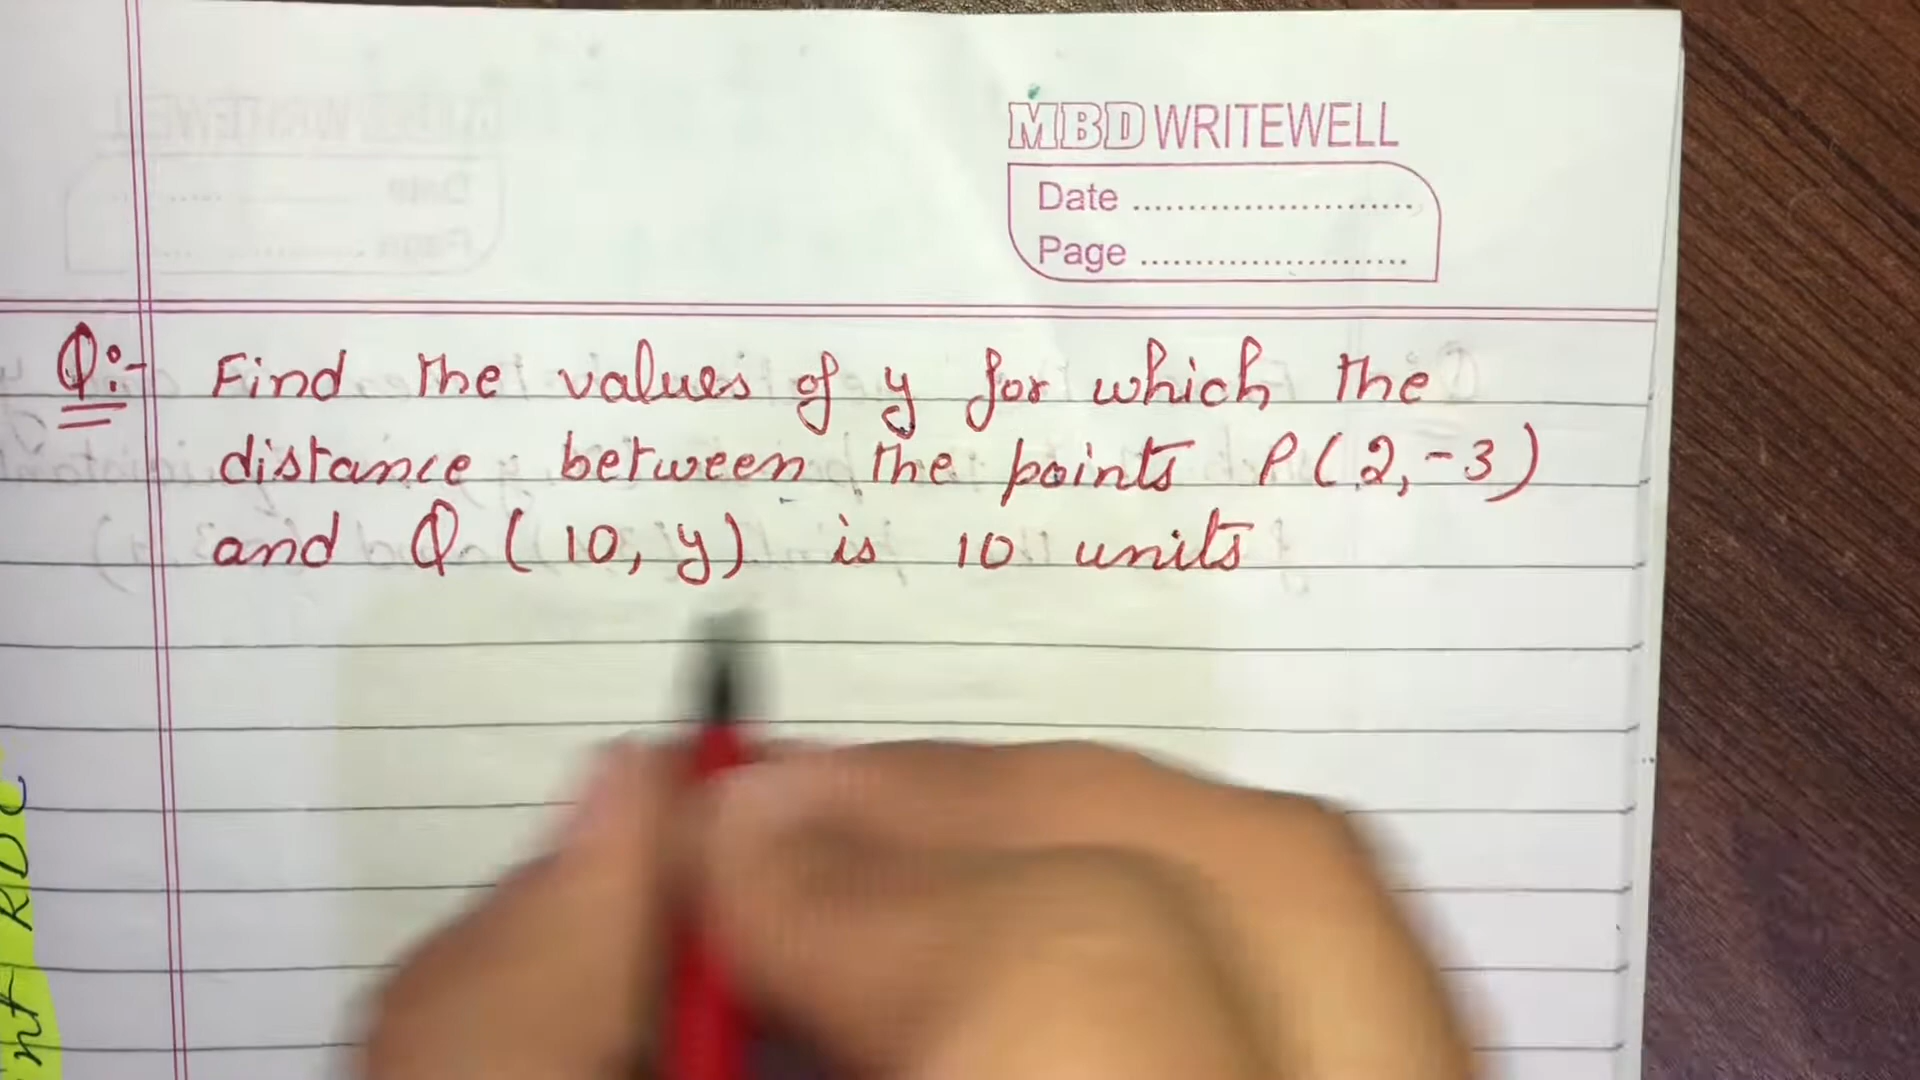 MBD WRITEWELL
Date
Page
Q:- Find the values of y for which the
distance between the points P(2,-3)
and Q (10, y) is 10 units